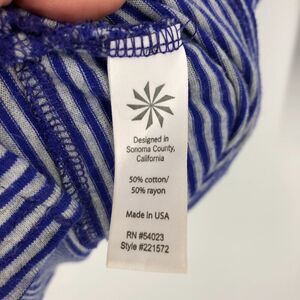 Designed in
Sonoma County,
California
50% cotton/
50% rayon
Made in USA
RN #54023
Style #221572